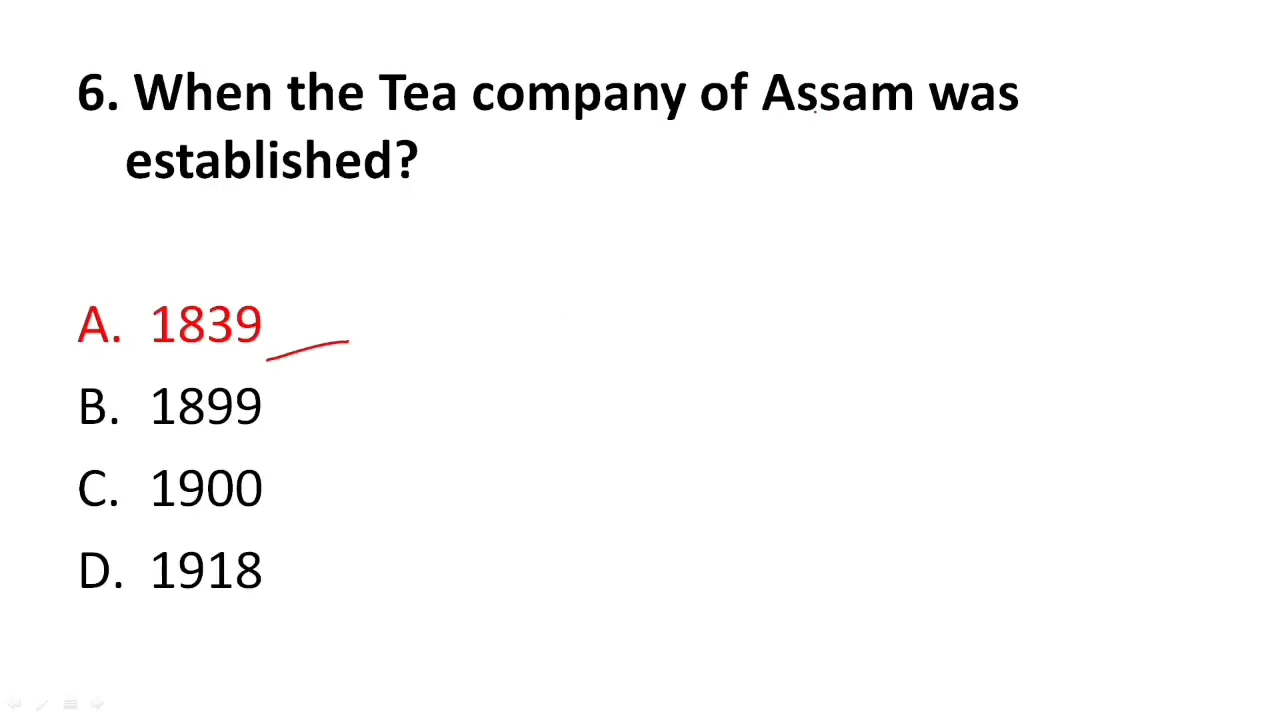 6. When the Tea company of Assam was
established?
A. 1839
B. 1899
C. 1900
D. 1918